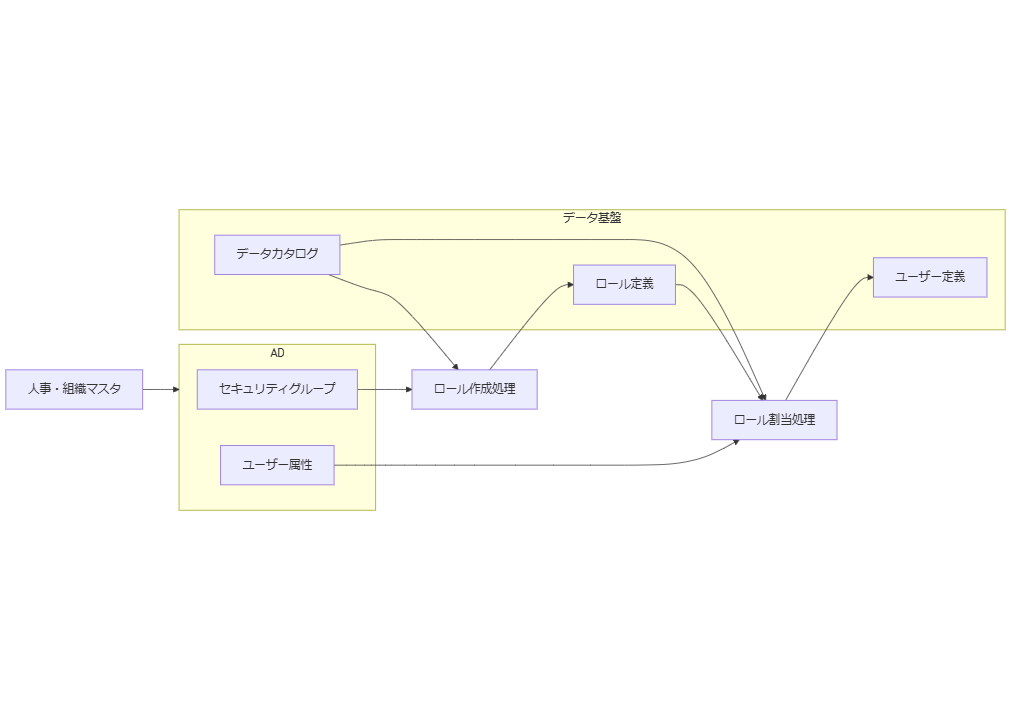 データ基盤
データカタログ
ロール定義
ユーザー定義
AD
人事・組織マスタ
セキュリティグループ
ロール作成処理
ロール割当処理
ユーザー属性